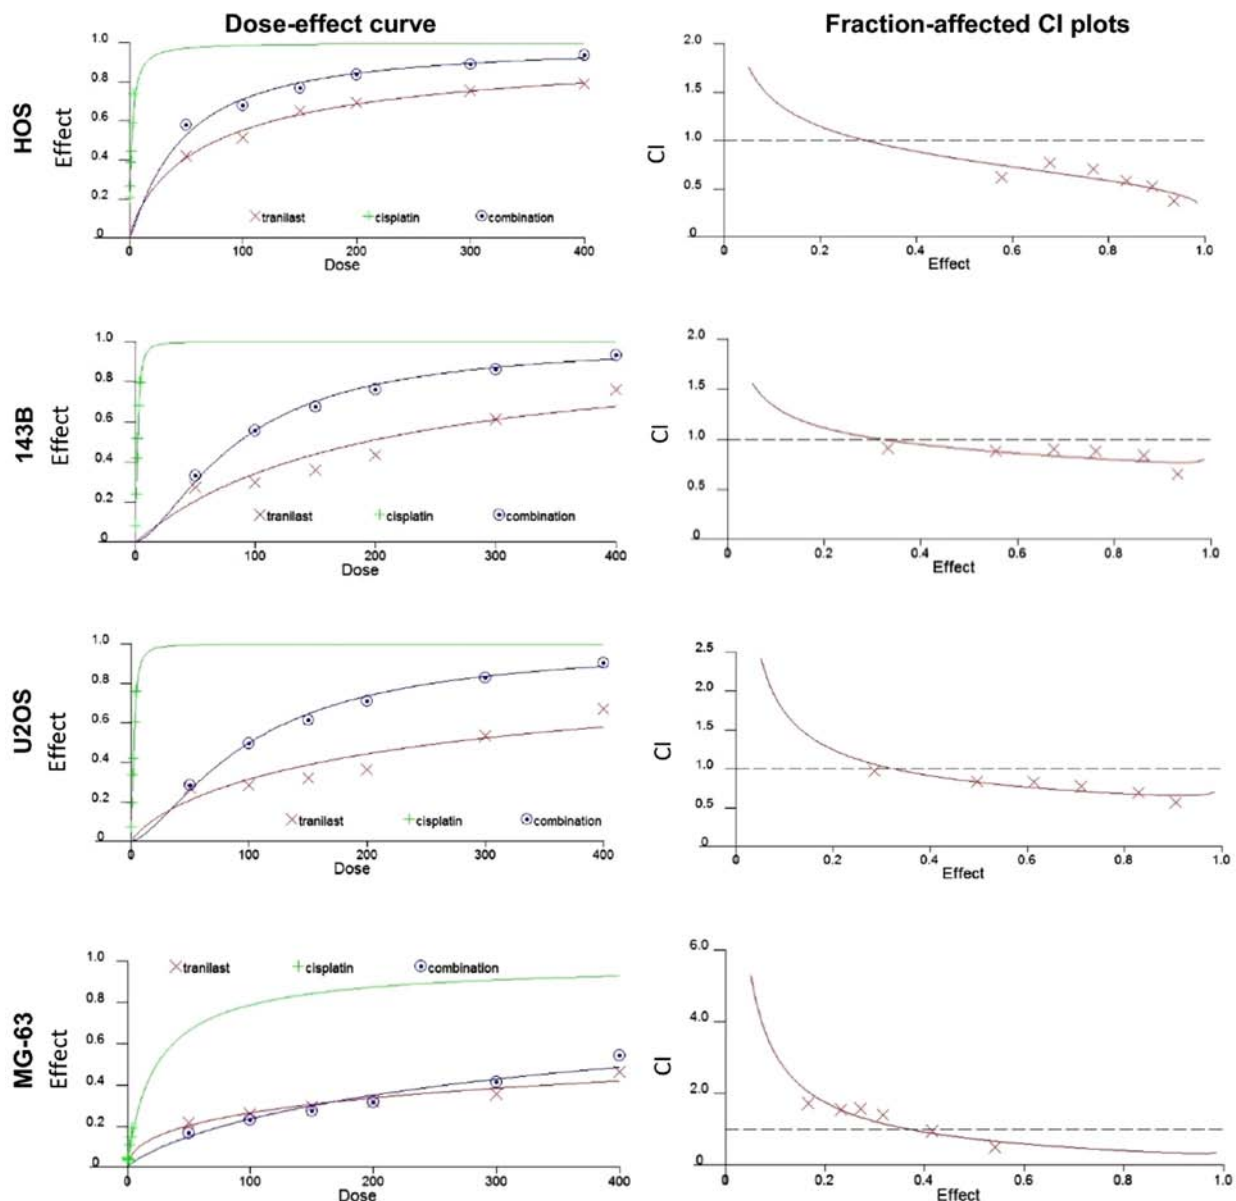 Dose-effect curve
Fraction-affected CI plots
HOS
Effect
1.0
0.8
0.6
0.4
0.2
0
tranilast cisplatin combination
0 100 200 300 400
Dose
CI
2.0
1.5
1.0
0.5
0
0.2 0.4 0.6 0.8 1.0
Effect
143B
Effect
1.0
0.8
0.6
0.4
0.2
0
tranilast cisplatin combination
0 100 200 300 400
Dose
CI
2.0
1.5
1.0
0.5
0
0 0.2 0.4 0.6 0.8 1.0
Effect
U2OS
Effect
1.0
0.8
0.6
0.4
0.2
0
tranilast cisplatin combination
0 100 200 300 400
Dose
CI
2.5
2.0
1.5
1.0
0.5
0
0 0.2 0.4 0.6 0.8 1.0
Effect
MG-63
Effect
tranilast cisplatin combination
1.0
0.8
0.6
0.4
0.2
0
0 100 200 300 400
Dose
CI
6.0
4.0
2.0
1.0
0
0 0.2 0.4 0.6 0.8 1.0
Effect